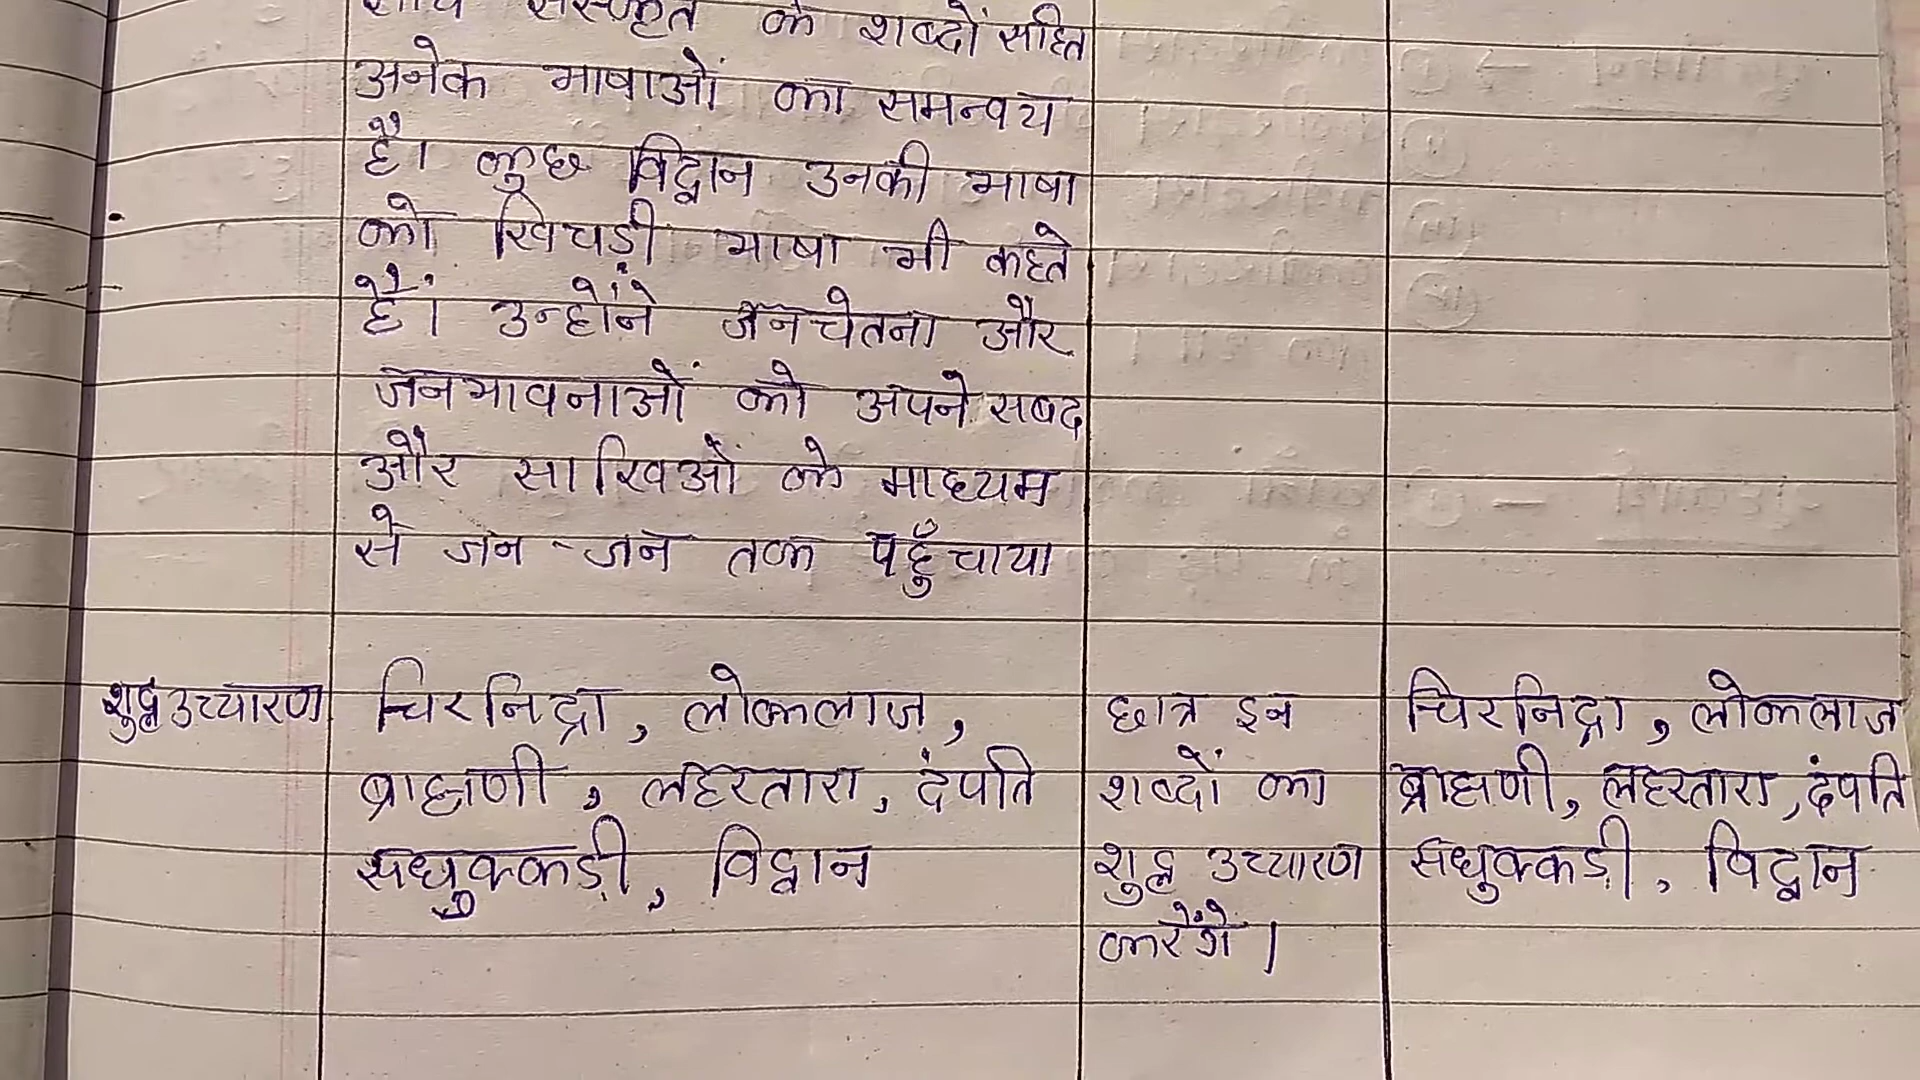 संस्कृत के शब्दों सहित
अनेक भाषाओं का समन्वय
है। कुछ विद्वान उनकी भाषा
को खिचड़ी भाषा भी कहते
हैं। उन्होंने जनचेतना और
जनभावनाओं को अपने सबद
और साखिओं के माध्यम
से जन-जन तक पहुँचाया
शुद्ध उच्चारण
चिरनिद्रा, लोकलाज,
ब्राह्मणी, लहरतारा, दंपति
सधुक्कड़ी, विद्वान
छात्र इन
शब्दों का
शुद्ध उच्चारण
करेंगे।
चिरनिद्रा, लोकलाज
ब्राह्मणी, लहरतारा, दंपति
सधुक्कड़ी, विद्वान